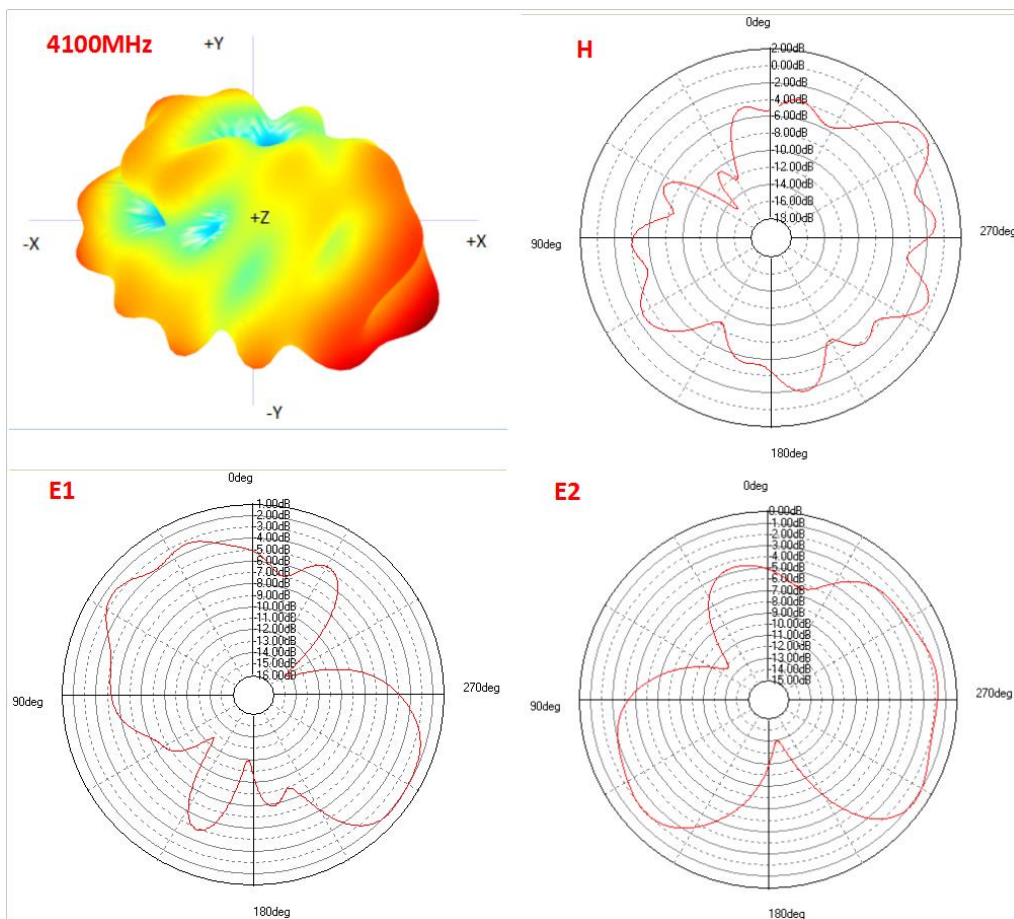 4100MHz
+Y
-X
+Z
+X
-Y
H
0deg
2.00dB
0.00dB
-2.00dB
-4.00dB
-6.00dB
-8.00dB
-10.00dB
-12.00dB
-14.00dB
-16.00dB
-18.00dB
90deg
270deg
180deg
E1
0deg
-1.00dB
-2.00dB
-3.00dB
-4.00dB
-5.00dB
-6.00dB
-7.00dB
-8.00dB
-9.00dB
-10.00dB
-11.00dB
-12.00dB
-13.00dB
-14.00dB
-15.00dB
-16.00dB
90deg
270deg
180deg
E2
0deg
0.00dB
-1.00dB
-2.00dB
-3.00dB
-4.00dB
-5.00dB
-6.00dB
-7.00dB
-8.00dB
-9.00dB
-10.00dB
-11.00dB
-12.00dB
-13.00dB
-14.00dB
-15.00dB
90deg
270deg
180deg